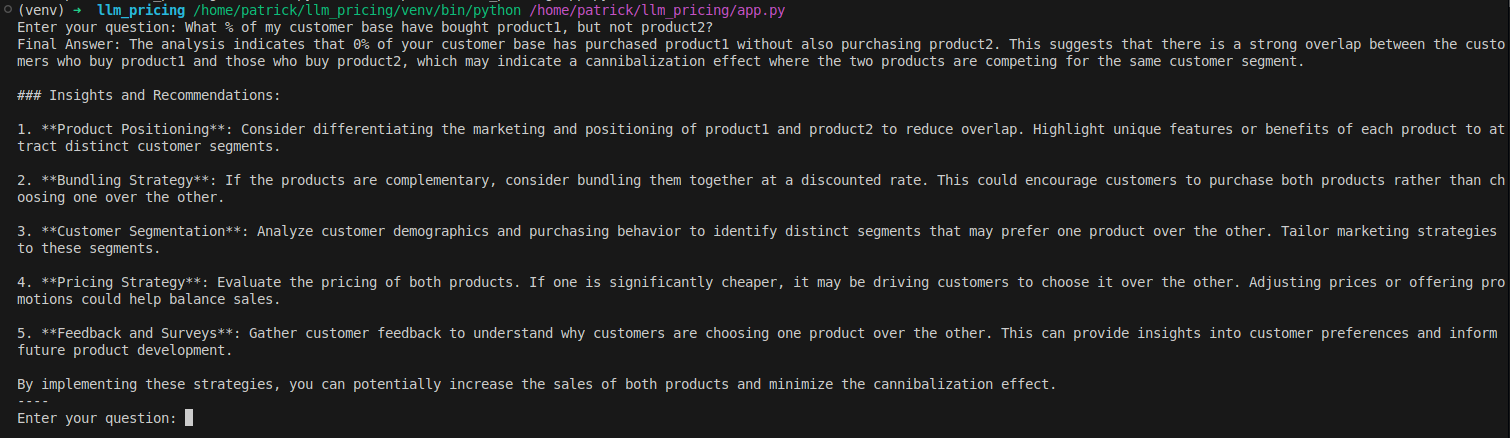 (venv) ➜  llm_pricing /home/patrick/llm_pricing/venv/bin/python /home/patrick/llm_pricing/app.py
Enter your question: What % of my customer base have bought product1, but not product2?
Final Answer: The analysis indicates that 0% of your customer base has purchased product1 without also purchasing product2. This suggests that there is a strong overlap between the custo
mers who buy product1 and those who buy product2, which may indicate a cannibalization effect where the two products are competing for the same customer segment.

### Insights and Recommendations:

1. **Product Positioning**: Consider differentiating the marketing and positioning of product1 and product2 to reduce overlap. Highlight unique features or benefits of each product to at
tract distinct customer segments.

2. **Bundling Strategy**: If the products are complementary, consider bundling them together at a discounted rate. This could encourage customers to purchase both products rather than ch
oosing one over the other.

3. **Customer Segmentation**: Analyze customer demographics and purchasing behavior to identify distinct segments that may prefer one product over the other. Tailor marketing strategies
to these segments.

4. **Pricing Strategy**: Evaluate the pricing of both products. If one is significantly cheaper, it may be driving customers to choose it over the other. Adjusting prices or offering pro
motions could help balance sales.

5. **Feedback and Surveys**: Gather customer feedback to understand why customers are choosing one product over the other. This can provide insights into customer preferences and inform
future product development.

By implementing these strategies, you can potentially increase the sales of both products and minimize the cannibalization effect.
----
Enter your question: